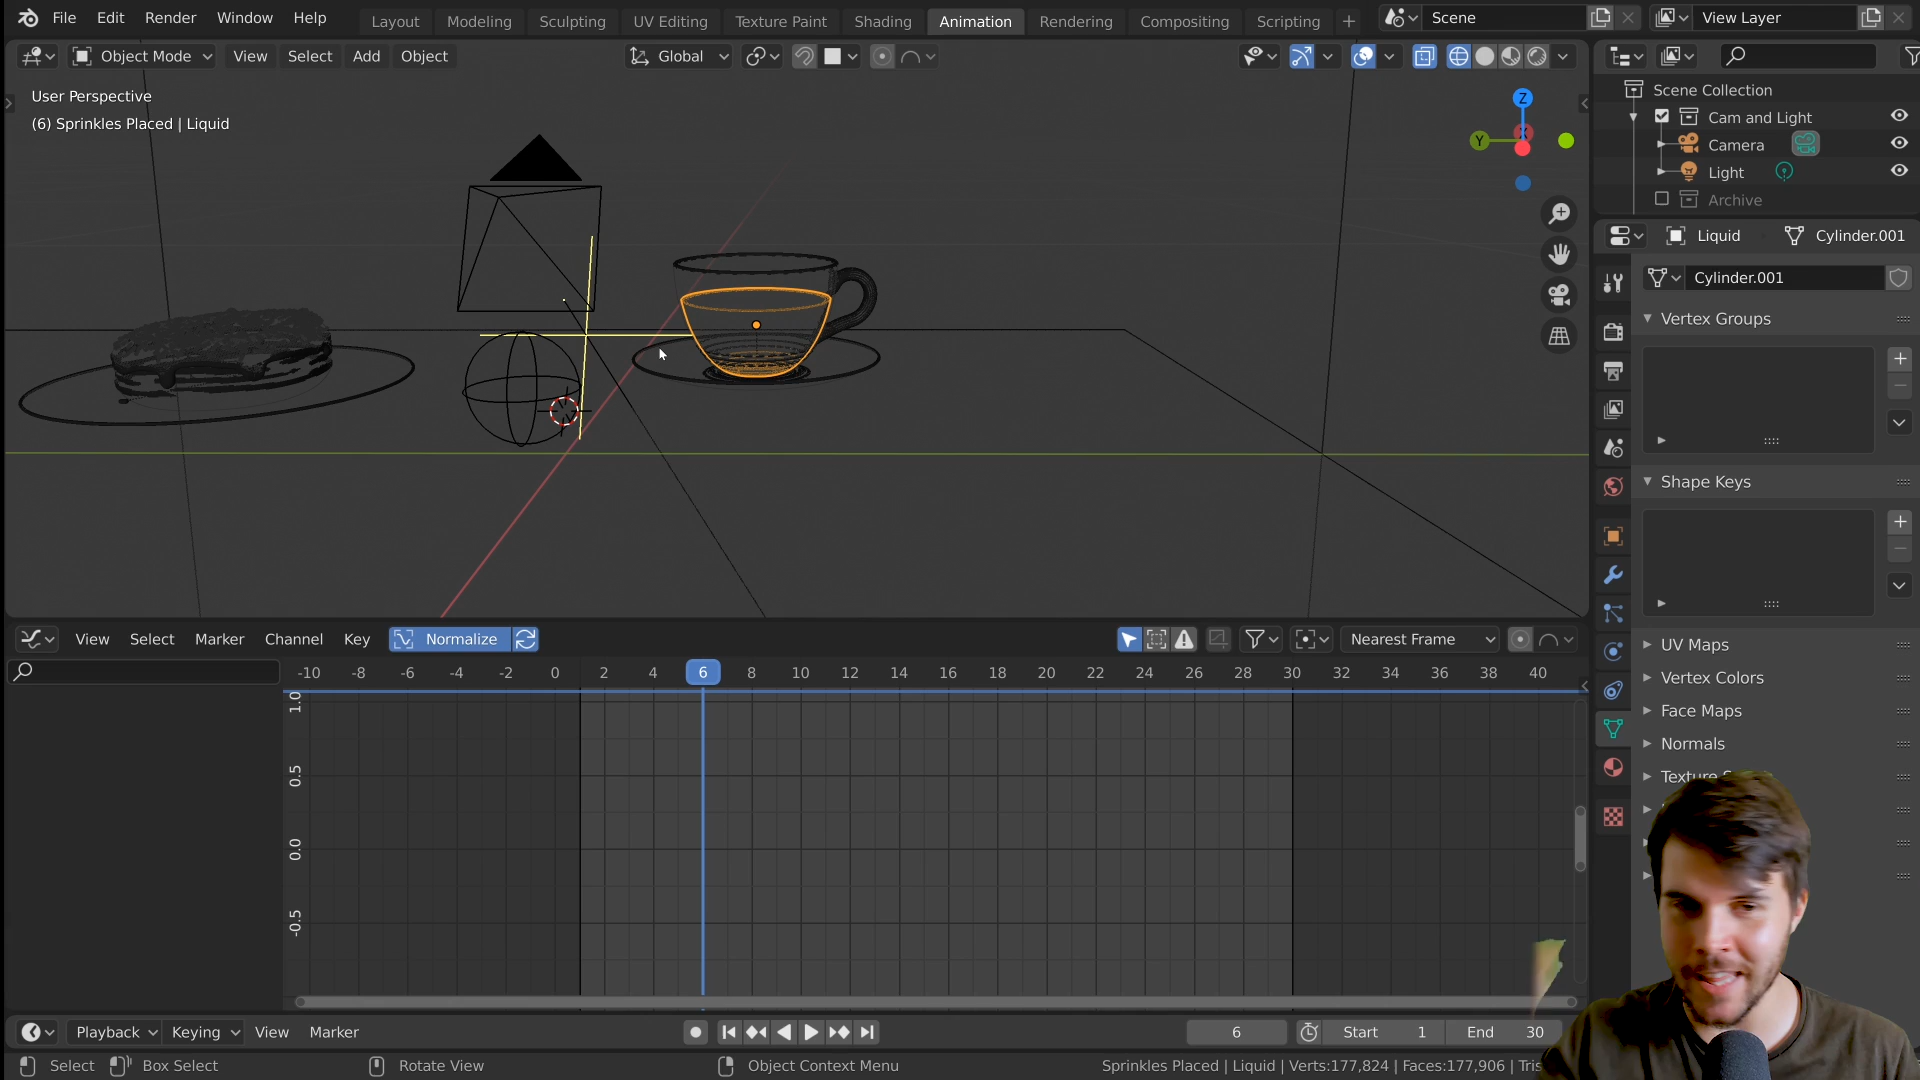 File Edit Render Window Help Layout Modeling Sculpting UV Editing Texture Paint Shading Animation Rendering Compositing Scripting + Scene View Layer
Object Mode View Select Add Object Global
User Perspective
(6) Sprinkles Placed | Liquid
Z
Y
X
Scene Collection
Cam and Light
Camera
Light
Archive
Liquid Cylinder.001
Cylinder.001
Vertex Groups
Shape Keys
UV Maps
Vertex Colors
Face Maps
Normals
View Select Marker Channel Key Normalize Nearest Frame
-10 -8 -6 -4 -2 0 2 4 6 8 10 12 14 16 18 20 22 24 26 28 30 32 34 36 38 40
1.0
0.5
0.0
-0.5
Playback Keying View Marker 6 Start 1 End 30
Select Box Select Rotate View Object Context Menu Sprinkles Placed | Liquid | Verts:177,824 | Faces:177,906 | Tris